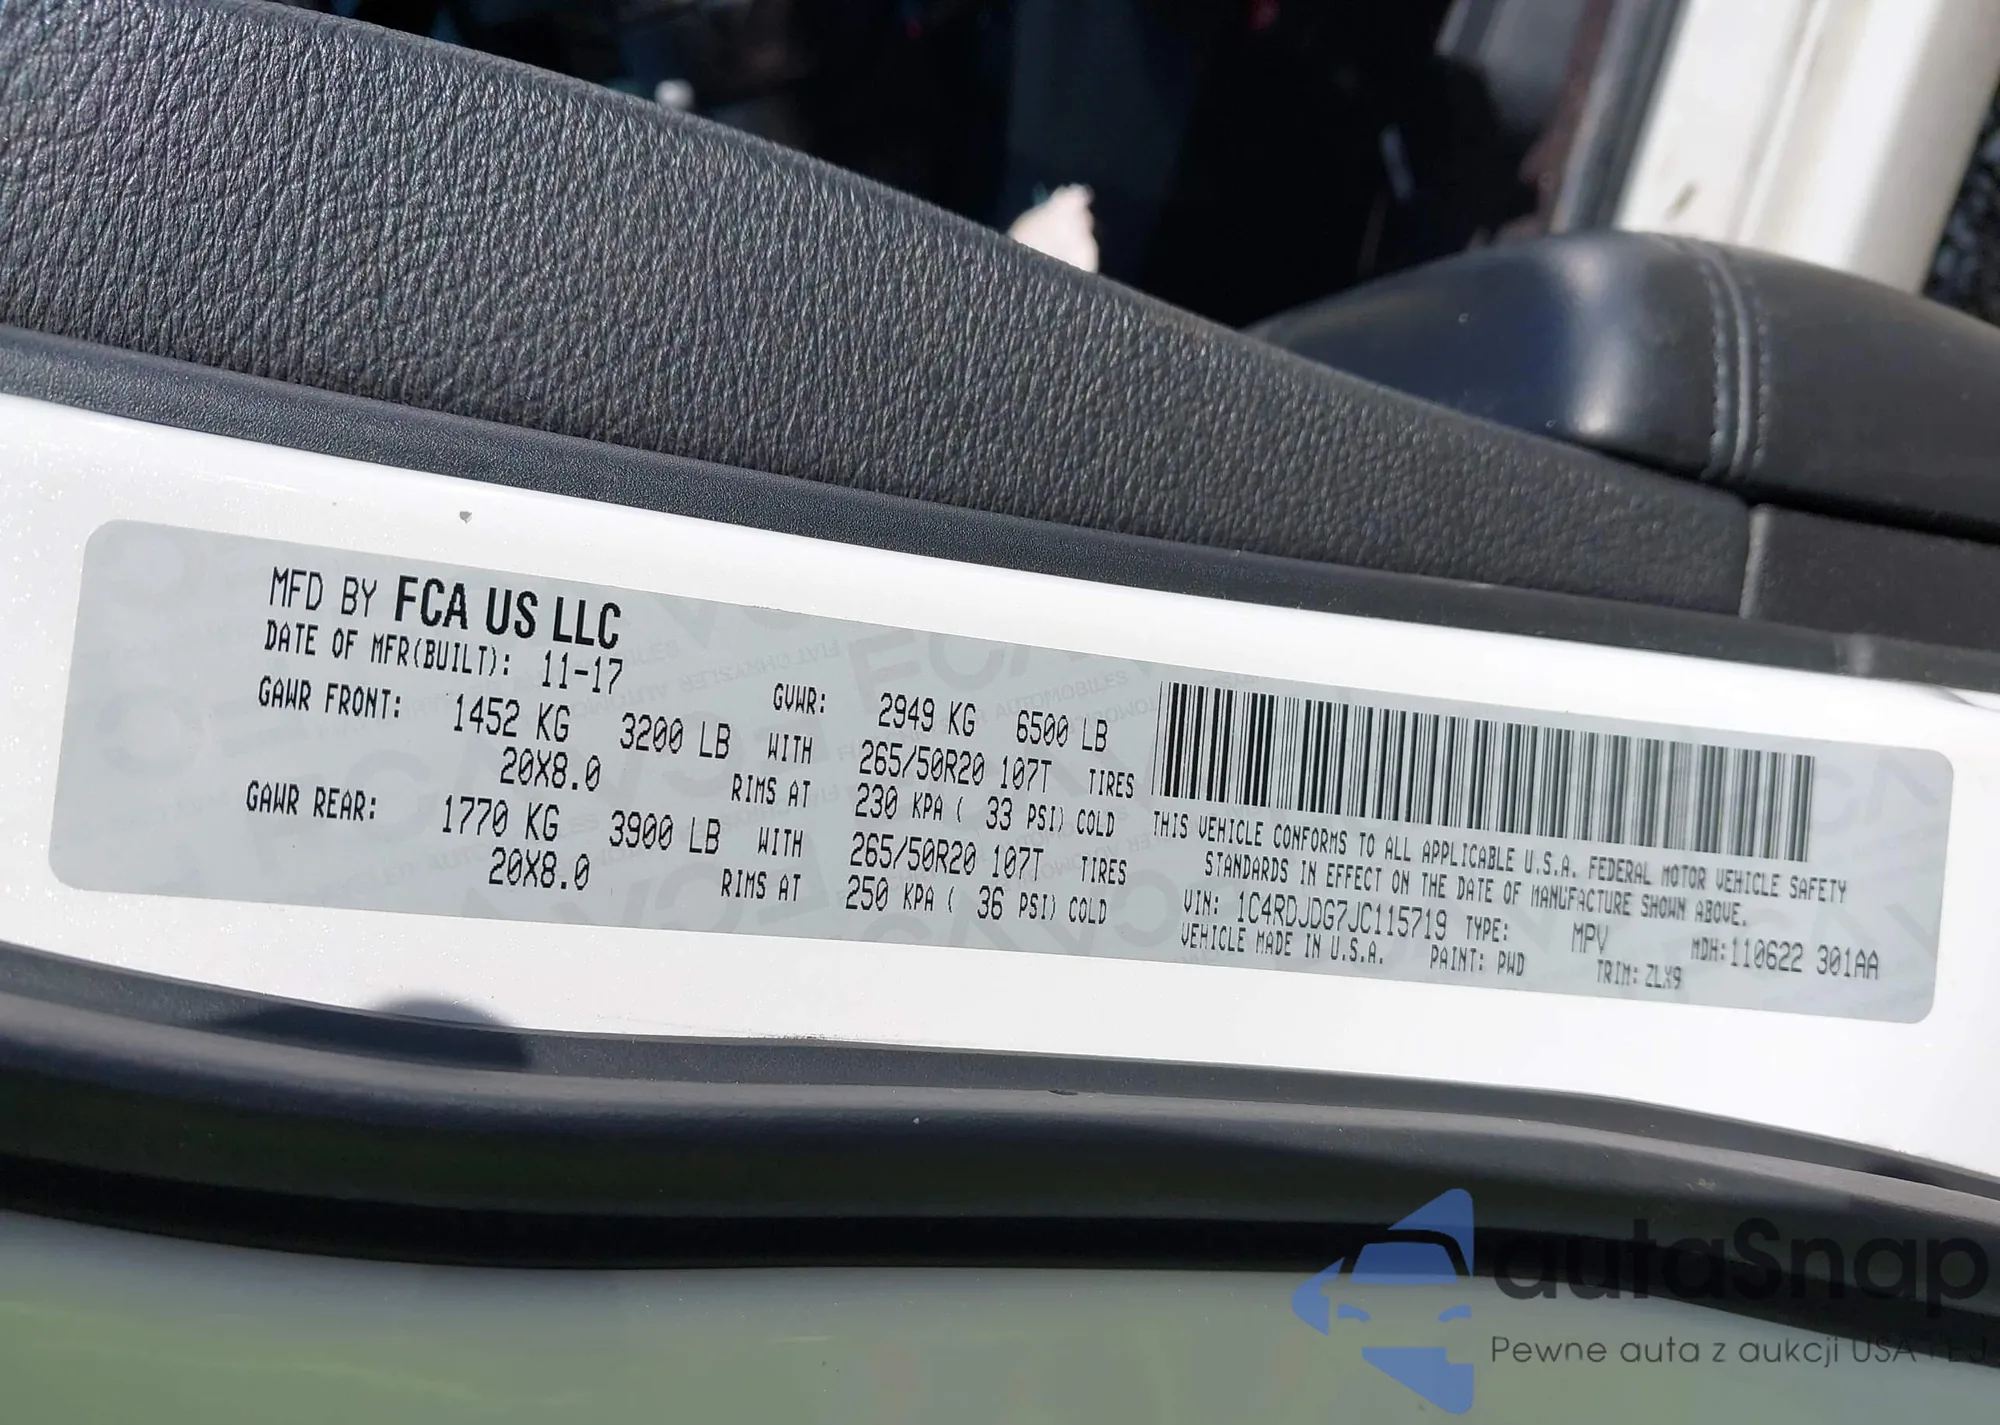 MFD BY FCA US LLC
DATE OF MFR(BUILT): 11-17
GAWR FRONT: 1452 KG 3200 LB WITH 265/50R20 107T TIRES
GVWR: 2949 KG 6500 LB
20X8.0 RIMS AT 230 KPA ( 33 PSI) COLD
GAWR REAR: 1770 KG 3900 LB WITH 265/50R20 107T TIRES
20X8.0 RIMS AT 250 KPA ( 36 PSI) COLD
THIS VEHICLE CONFORMS TO ALL APPLICABLE U.S.A. FEDERAL MOTOR VEHICLE SAFETY
STANDARDS IN EFFECT ON THE DATE OF MANUFACTURE SHOWN ABOVE.
VIN: 1C4RDJDG7JC115719 TYPE: MPV MDH:110622 301AA
VEHICLE MADE IN U.S.A. PAINT: PWD TRIM: ZLX9
autaSnap
Pewne auta z aukcji USA